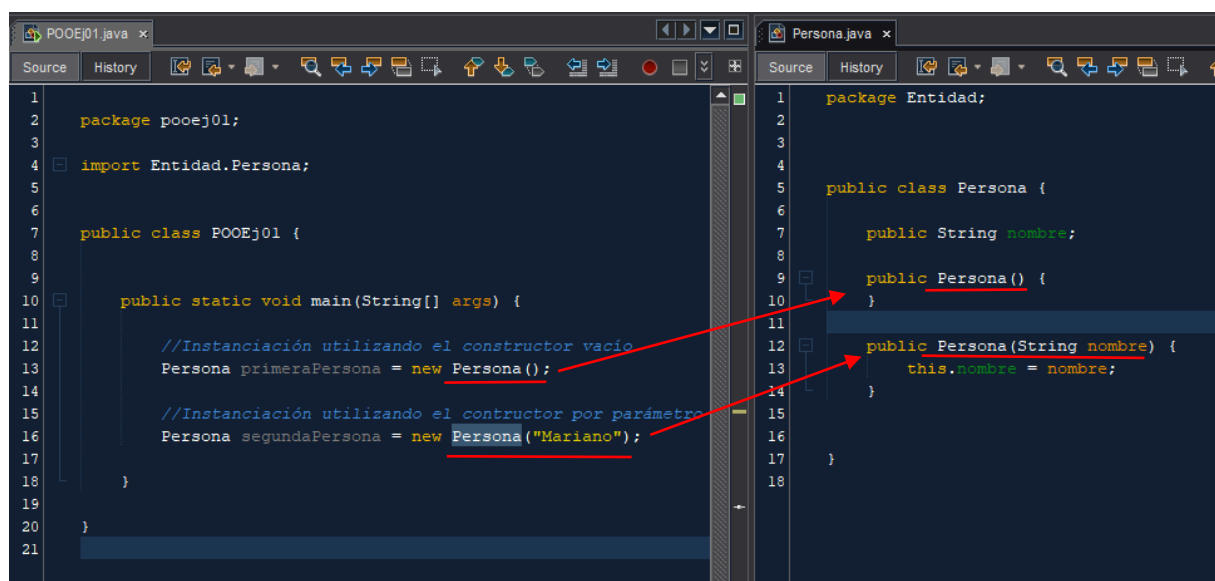 POOEj01.java
Source History
1
2 package pooej01;
3
4 import Entidad.Persona;
5
6
7 public class POOEj01 {
8
9
10 public static void main(String[] args) {
11
12 //Instanciación utilizando el constructor vacio
13 Persona primeraPersona = new Persona();
14
15 //Instanciación utilizando el contructor por parámetro
16 Persona segundaPersona = new Persona("Mariano");
17
18 }
19
20 }
21
Persona.java
Source History
1 package Entidad;
2
3
4
5 public class Persona {
6
7 public String nombre;
8
9 public Persona() {
10 }
11
12 public Persona(String nombre) {
13 this.nombre = nombre;
14 }
15
16
17 }
18